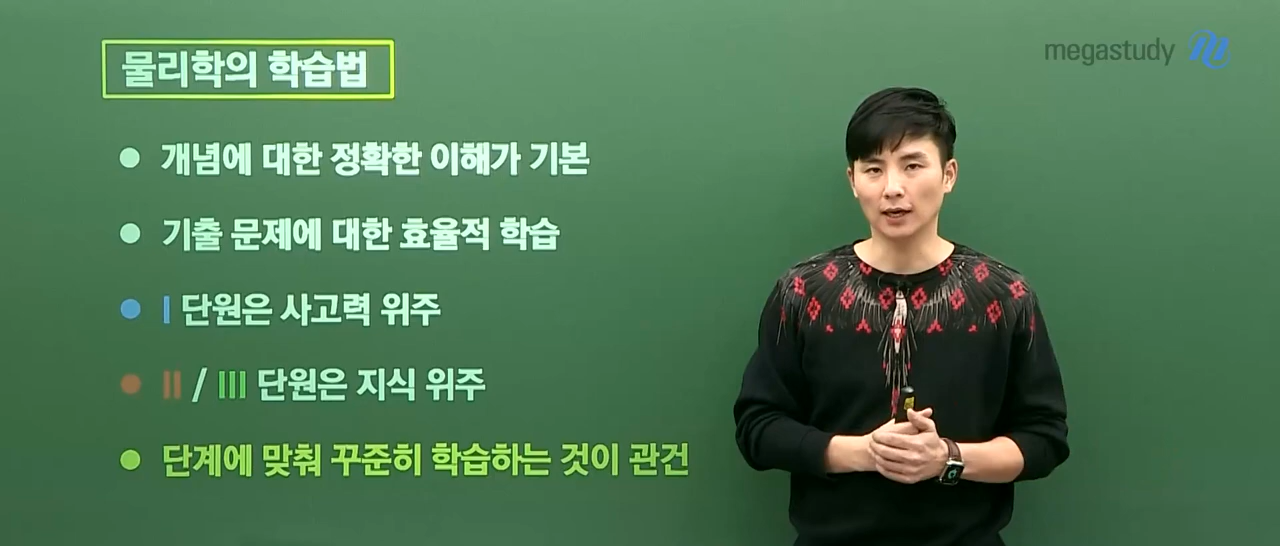 물리학의 학습법
megastudy
개념에 대한 정확한 이해가 기본
기출 문제에 대한 효율적 학습
I 단원은 사고력 위주
II / III 단원은 지식 위주
단계에 맞춰 꾸준히 학습하는 것이 관건